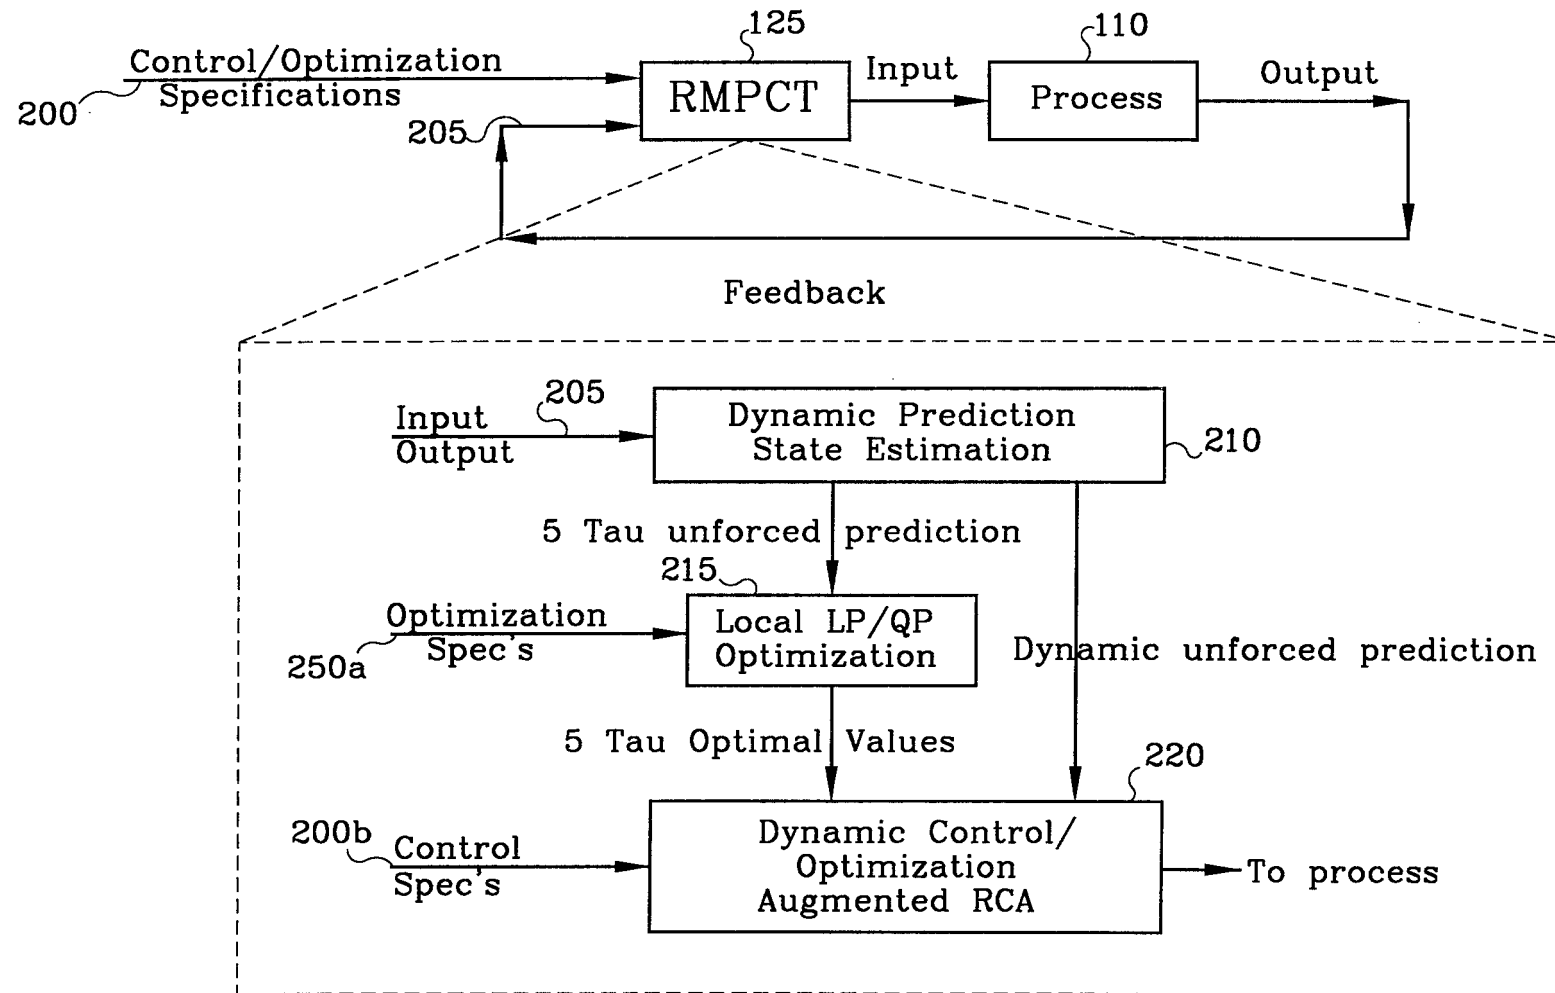 125
110
Control/Optimization
Specifications
200
205
RMPCT
Input
Process
Output
Feedback
Input
Output
205
Dynamic Prediction
State Estimation
210
5 Tau unforced prediction
215
Optimization
Spec's
250a
Local LP/QP
Optimization
Dynamic unforced prediction
5 Tau Optimal Values
220
200b
Control
Spec's
Dynamic Control/
Optimization
Augmented RCA
To process